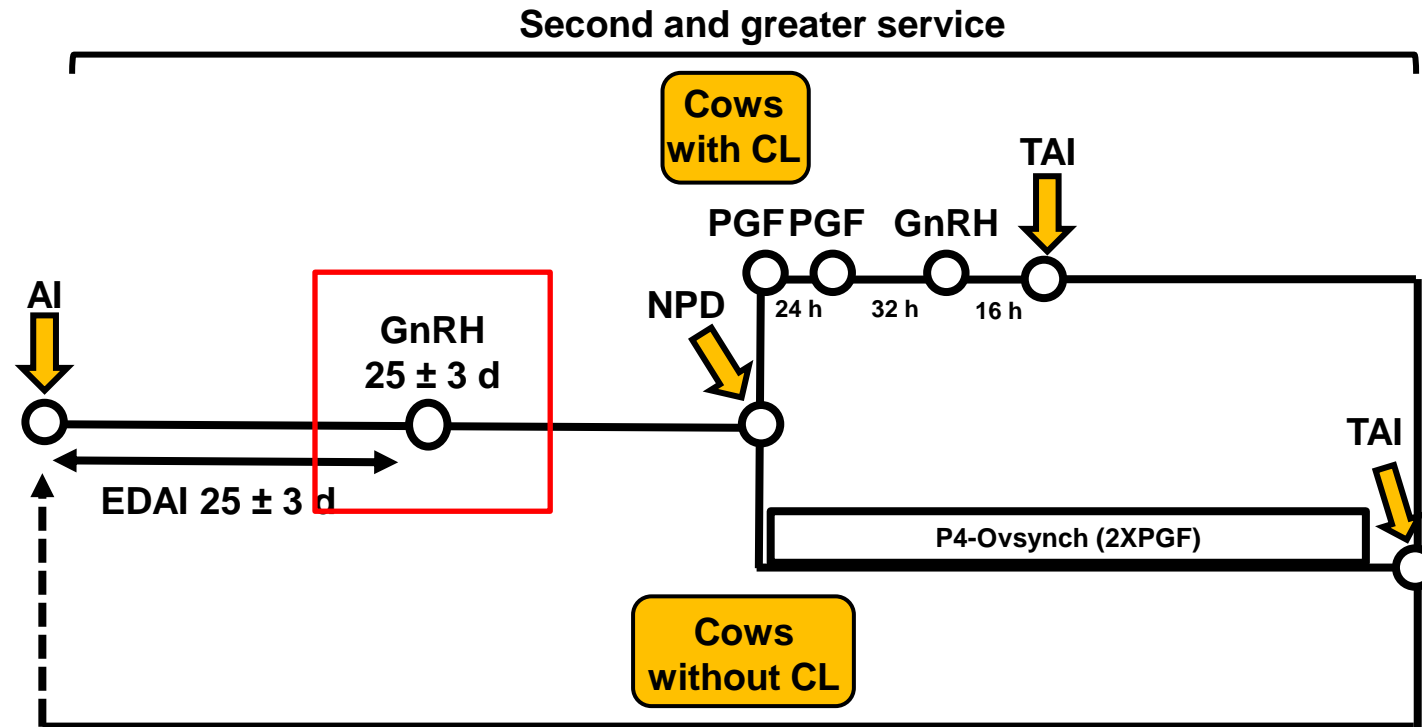 Second and greater service
Cows
with CL
TAI
PGF PGF GnRH
24 h 32 h 16 h
AI
NPD
GnRH
25 ± 3 d
EDAI 25 ± 3 d
TAI
P4-Ovsynch (2XPGF)
Cows
without CL